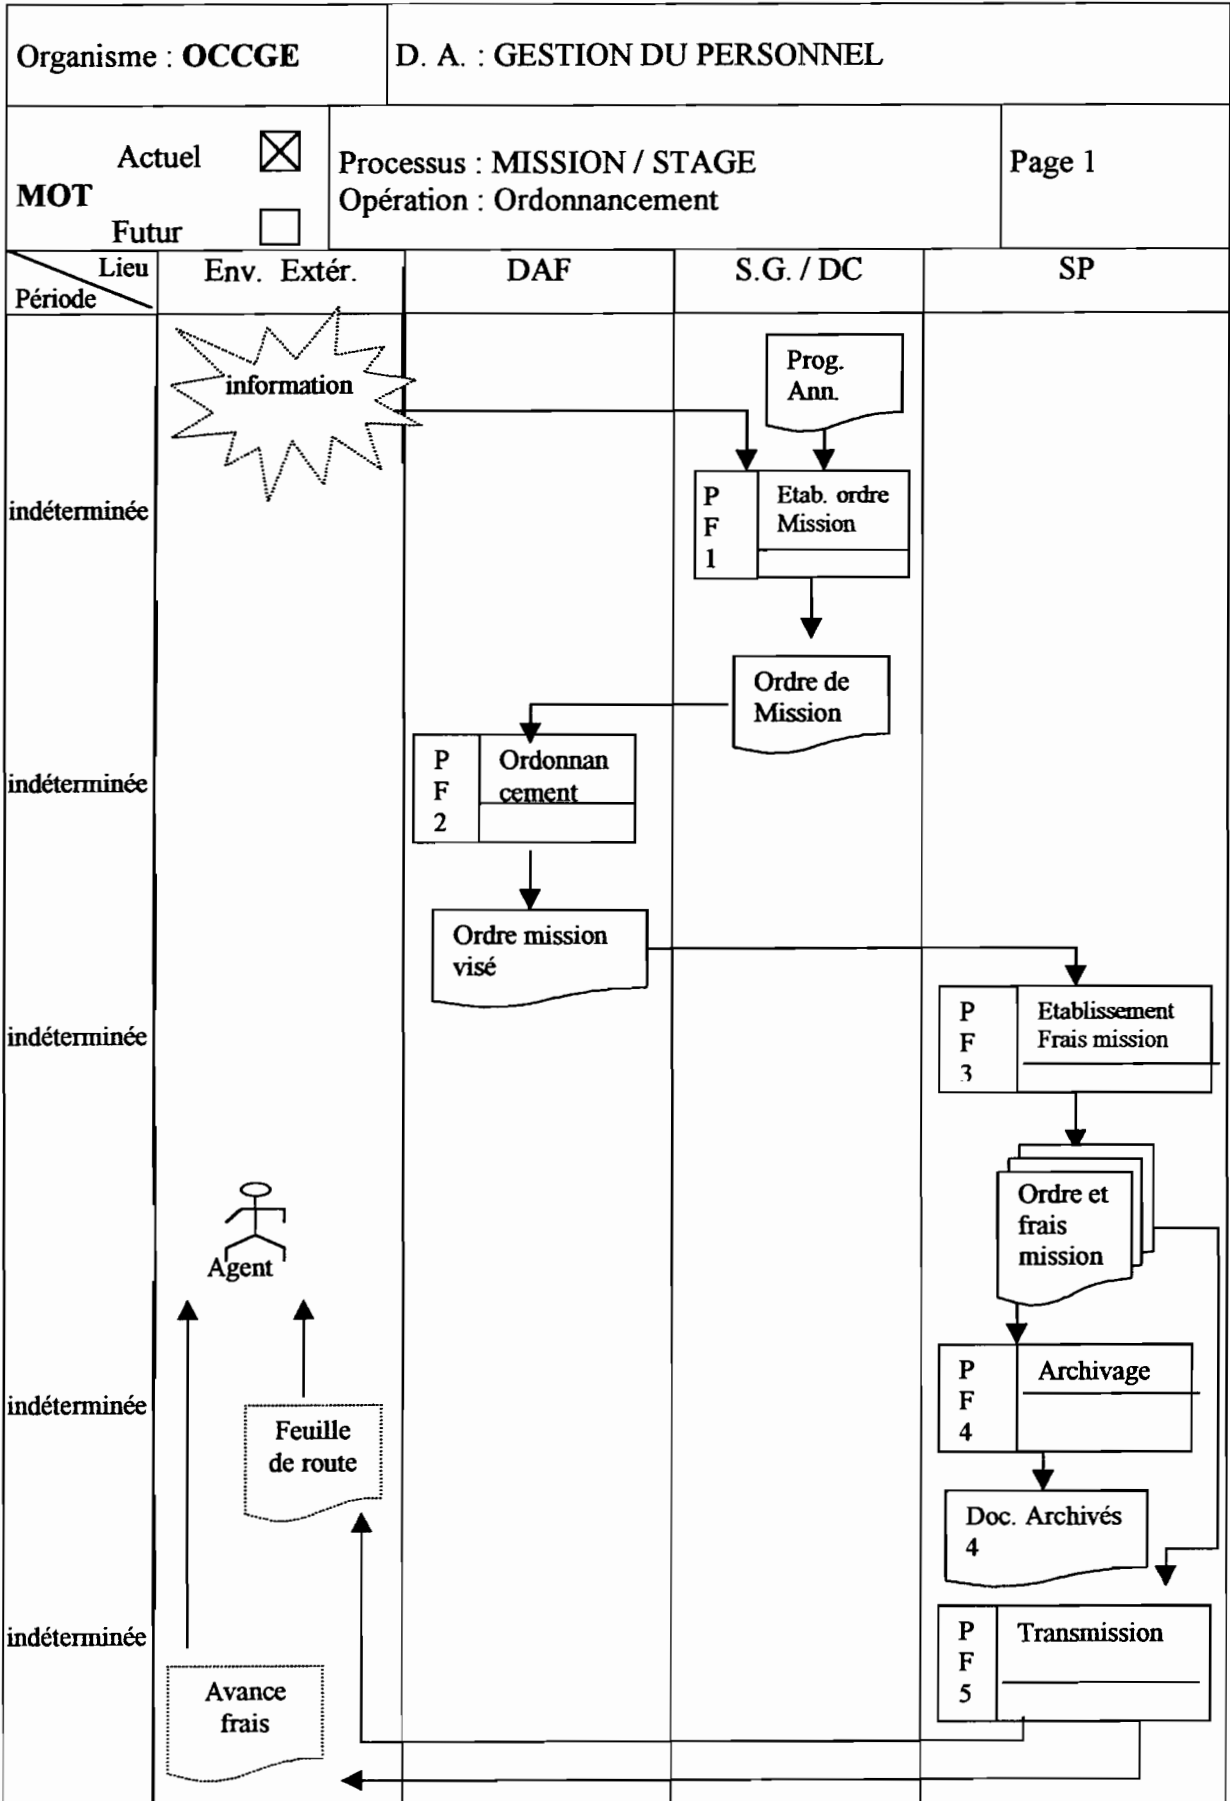 Organisme : OCCGE
D. A. : GESTION DU PERSONNEL
Actuel
MOT
Futur
Processus : MISSION / STAGE
Opération : Ordonnancement
Page 1
Lieu
Période
Env. Extér.
DAF
S.G. / DC
SP
information
Prog.
Ann.
indéterminée
P
F
1
Etab. ordre
Mission
Ordre de
Mission
indéterminée
P
F
2
Ordonnan
cement
Ordre mission
visé
indéterminée
P
F
3
Etablissement
Frais mission
Agent
Ordre et
frais
mission
indéterminée
Feuille
de route
P
F
4
Archivage
Doc. Archivés
4
indéterminée
P
F
5
Transmission
Avance
frais